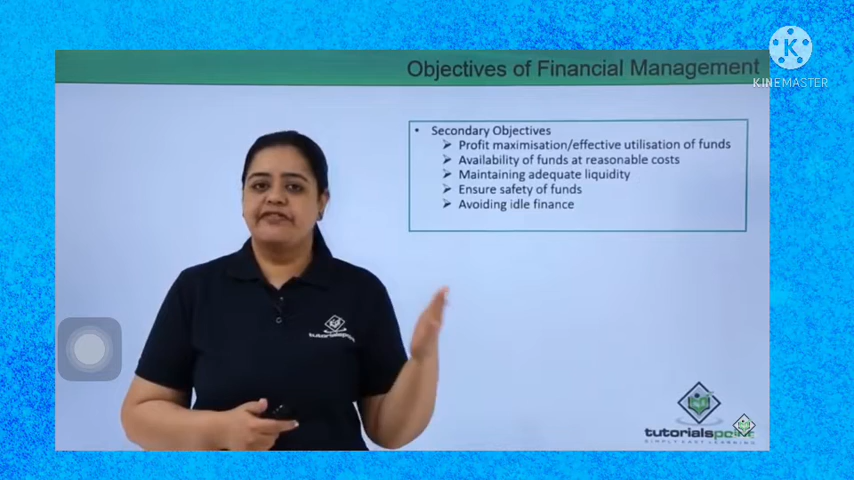 KINEMASTER
Objectives of Financial Management
• Secondary Objectives
➢ Profit maximisation/effective utilisation of funds
➢ Availability of funds at reasonable costs
➢ Maintaining adequate liquidity
➢ Ensure safety of funds
➢ Avoiding idle finance
tutorialspoint
tutorialspoint
SIMPLY EASY LEARNING